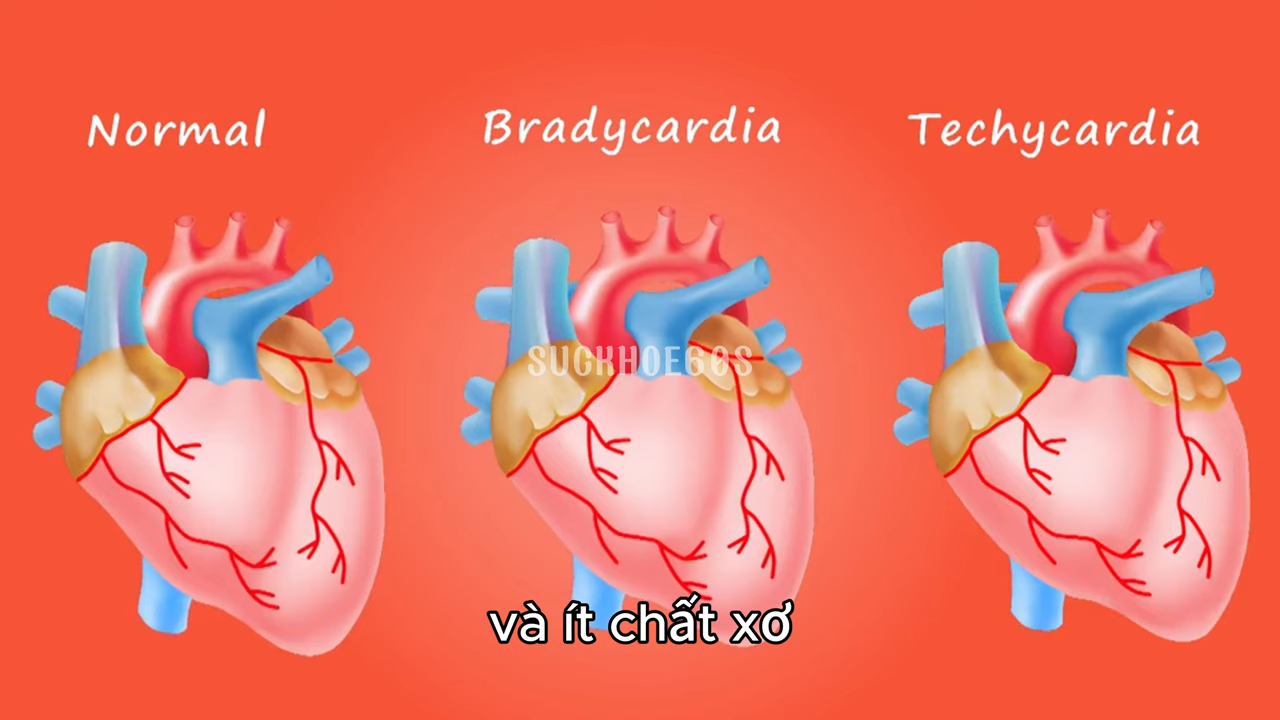 Normal
Bradycardia
Techycardia
SUCKHOE60S
và ít chất xơ